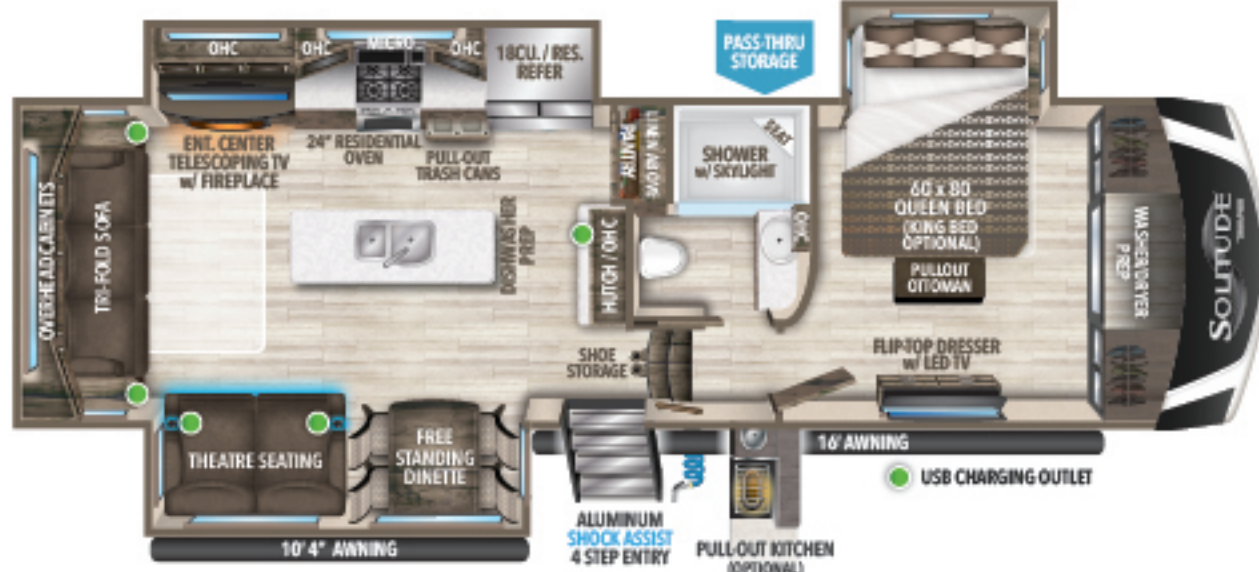 OHC
OHC
MICRO
OHC
18CU. / RES.
REFER
PASS-THRU
STORAGE
ENT. CENTER
TELESCOPING TV
w/ FIREPLACE
24" RESIDENTIAL
OVEN
PULL-OUT
TRASH CANS
PANTRY
LINEN / ABOVE
SHOWER
w/ SKYLIGHT
SEAT
60 x 80
QUEEN BED
(KING BED
OPTIONAL)
OVERHEAD CABINETS
TRI-FOLD SOFA
DISHWASHER
PREP
HUTCH / OHC
OHC
PULLOUT
OTTOMAN
WASHER/DRYER
PREP
SOLITUDE
SHOE
STORAGE
FLIP-TOP DRESSER
w/ LED TV
THEATRE SEATING
FREE
STANDING
DINETTE
16' AWNING
USB CHARGING OUTLET
10' 4" AWNING
ALUMINUM
SHOCK ASSIST
4 STEP ENTRY
PULL-OUT KITCHEN
(OPTIONAL)